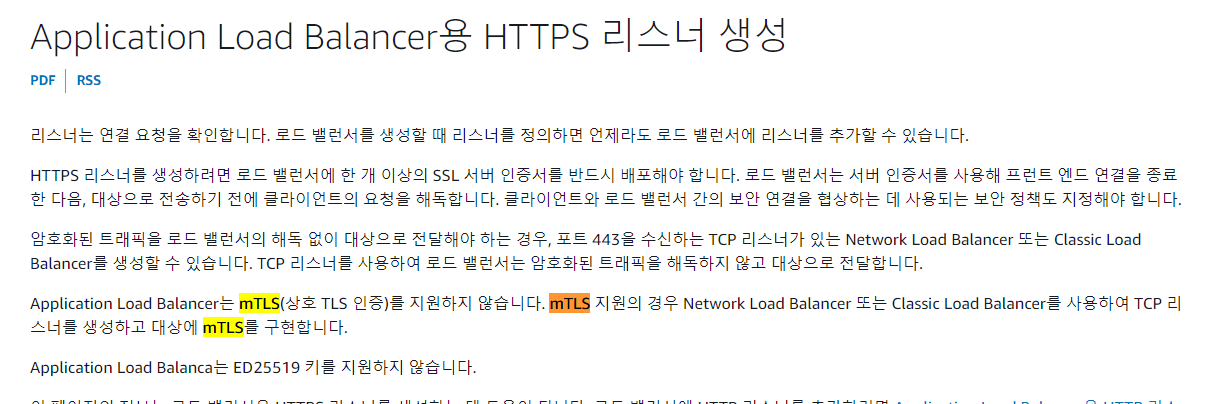 Application Load Balancer용 HTTPS 리스너 생성
PDF
RSS
리스너는 연결 요청을 확인합니다. 로드 밸런서를 생성할 때 리스너를 정의하면 언제라도 로드 밸런서에 리스너를 추가할 수 있습니다.
HTTPS 리스너를 생성하려면 로드 밸런서에 한 개 이상의 SSL 서버 인증서를 반드시 배포해야 합니다. 로드 밸런서는 서버 인증서를 사용해 프런트 엔드 연결을 종료
한 다음, 대상으로 전송하기 전에 클라이언트의 요청을 해독합니다. 클라이언트와 로드 밸런서 간의 보안 연결을 협상하는 데 사용되는 보안 정책도 지정해야 합니다.
암호화된 트래픽을 로드 밸런서의 해독 없이 대상으로 전달해야 하는 경우, 포트 443을 수신하는 TCP 리스너가 있는 Network Load Balancer 또는 Classic Load
Balancer를 생성할 수 있습니다. TCP 리스너를 사용하여 로드 밸런서는 암호화된 트래픽을 해독하지 않고 대상으로 전달합니다.
Application Load Balancer는 mTLS(상호 TLS 인증)를 지원하지 않습니다. mTLS 지원의 경우 Network Load Balancer 또는 Classic Load Balancer를 사용하여 TCP 리
스너를 생성하고 대상에 mTLS를 구현합니다.
Application Load Balanca는 ED25519 키를 지원하지 않습니다.